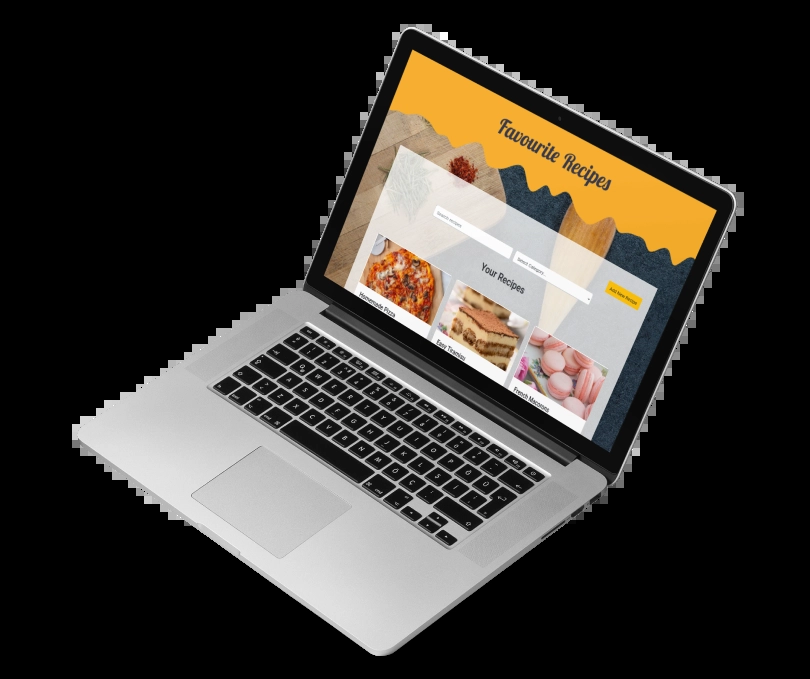 Favourite Recipes
Search recipes
Select Category...
Add New Recipe
Your Recipes
Homemade Pizza
Easy Tiramisu
French Macarons